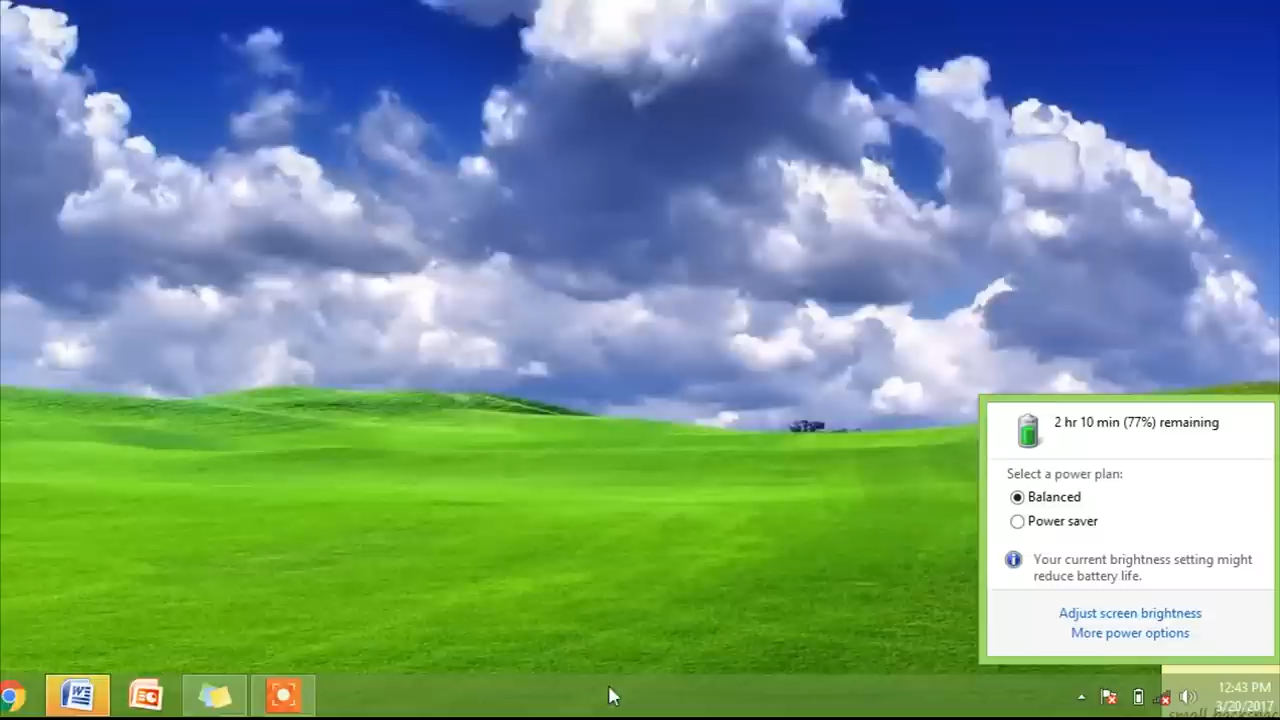 2 hr 10 min (77%) remaining
Select a power plan:
Balanced
Power saver
Your current brightness setting might
reduce battery life.
Adjust screen brightness
More power options
12:43 PM
3/20/2017